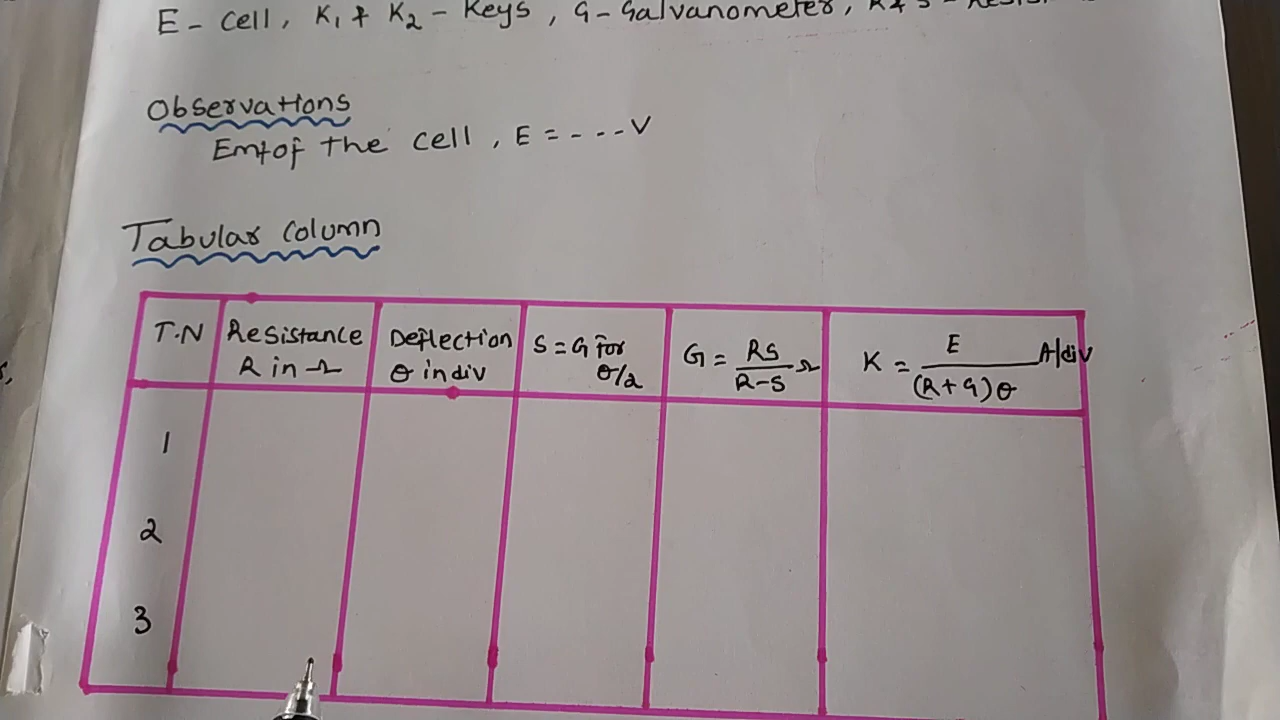 E - Cell, K₁ & K₂ - Keys, G - Galvanometer, R & S -
Observations
Emf of the cell, E = - - - V
Tabular Column
T.N
Resistance
R in Ω
Deflection
θ in div
S = G for
θ/2
G = RS/R-S Ω
K = E/(R+G)θ A/div
1
2
3